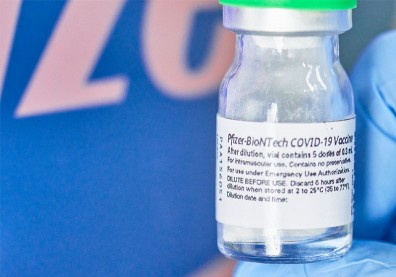 ize
Pfizer-BioNTech COVID-19 Vaccine
After dilution, vial contains 5 doses of 0.3 mL
For intramuscular use. Contains no preservative.
For use under Emergency Use Authorization.
DILUTE BEFORE USE. Discard 6 hours after
dilution when stored at 2 to 25°C (35 to 77°F).
Dilution date and time: